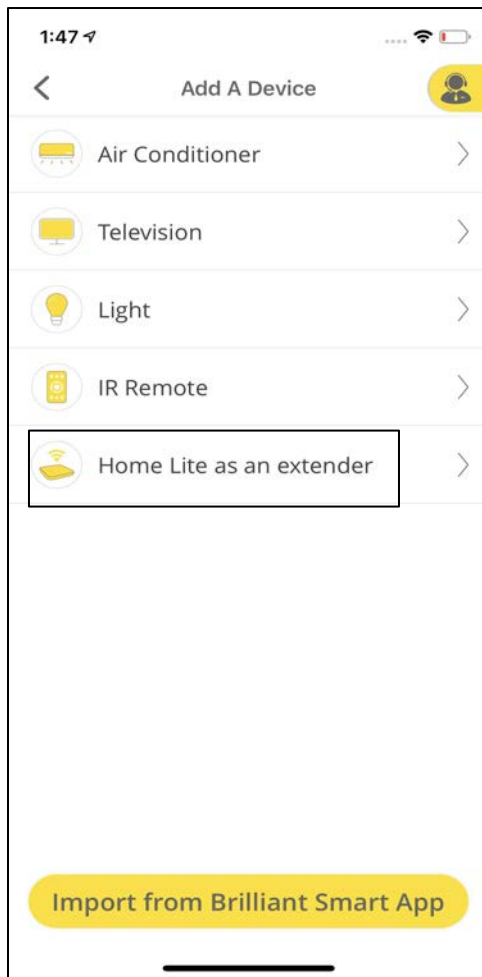 1:47
Add A Device
Air Conditioner
Television
Light
IR Remote
Home Lite as an extender
Import from Brilliant Smart App